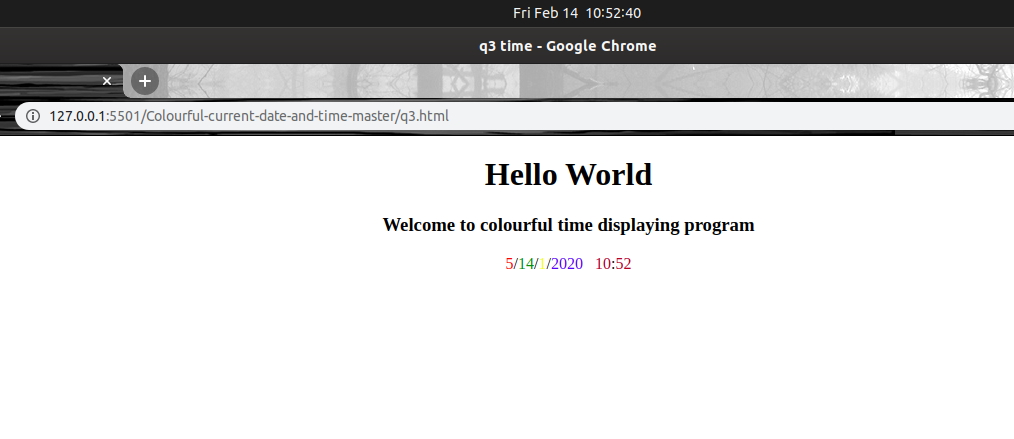 Fri Feb 14 10:52:40
q3 time - Google Chrome
127.0.0.1:5501/Colourful-current-date-and-time-master/q3.html
Hello World
Welcome to colourful time displaying program
5/14/1/2020 10:52